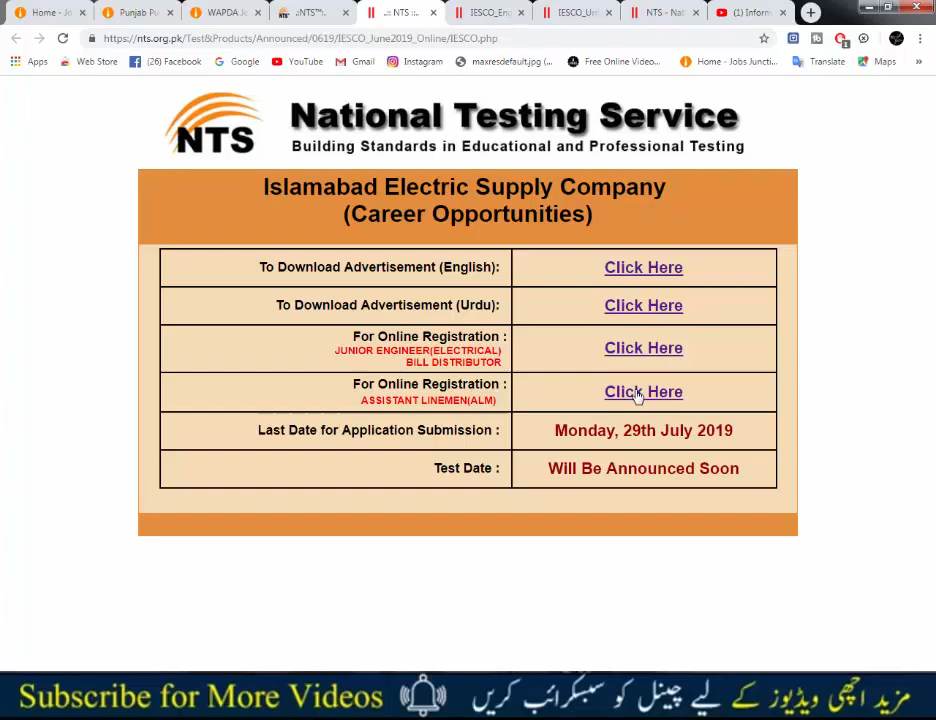 Home - Jo
Punjab Pu
WAPDA J
.:NTS™:.
..:: NTS ::..
IESCO_Eng
IESCO_Urd
NTS - Nat
(1) Inform
https://nts.org.pk/Test&Products/Announced/0619/IESCO_June2019_Online/IESCO.php
1
Apps
Web Store
(26) Facebook
Google
YouTube
Gmail
Instagram
maxresdefault.jpg (...
Free Online Video...
Home - Jobs Juncti...
Translate
Maps
»
NTS
National Testing Service
Building Standards in Educational and Professional Testing
Islamabad Electric Supply Company
(Career Opportunities)
To Download Advertisement (English): Click Here
To Download Advertisement (Urdu): Click Here
For Online Registration :
JUNIOR ENGINEER(ELECTRICAL)
BILL DISTRIBUTOR
Click Here
For Online Registration :
ASSISTANT LINEMEN(ALM)
Click Here
Last Date for Application Submission : Monday, 29th July 2019
Test Date : Will Be Announced Soon
Subscribe for More Videos
مزید اچھی ویڈیوز کے لیے چینل کو سبسکرائب کریں